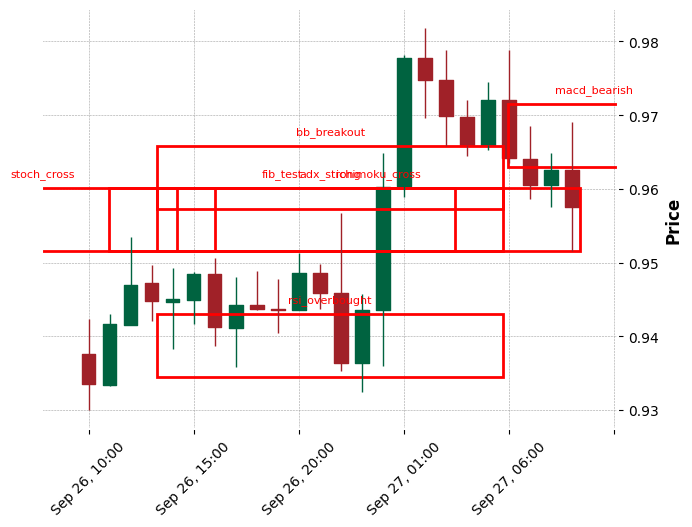 0.98
macd_bearish
0.97
bb_breakout
stoch_cross
fib_test
adx_strong
ichimoku_cross
0.96
Price
0.95
rsi_overbought
0.94
0.93
Sep 26, 10:00
Sep 26, 15:00
Sep 26, 20:00
Sep 27, 01:00
Sep 27, 06:00